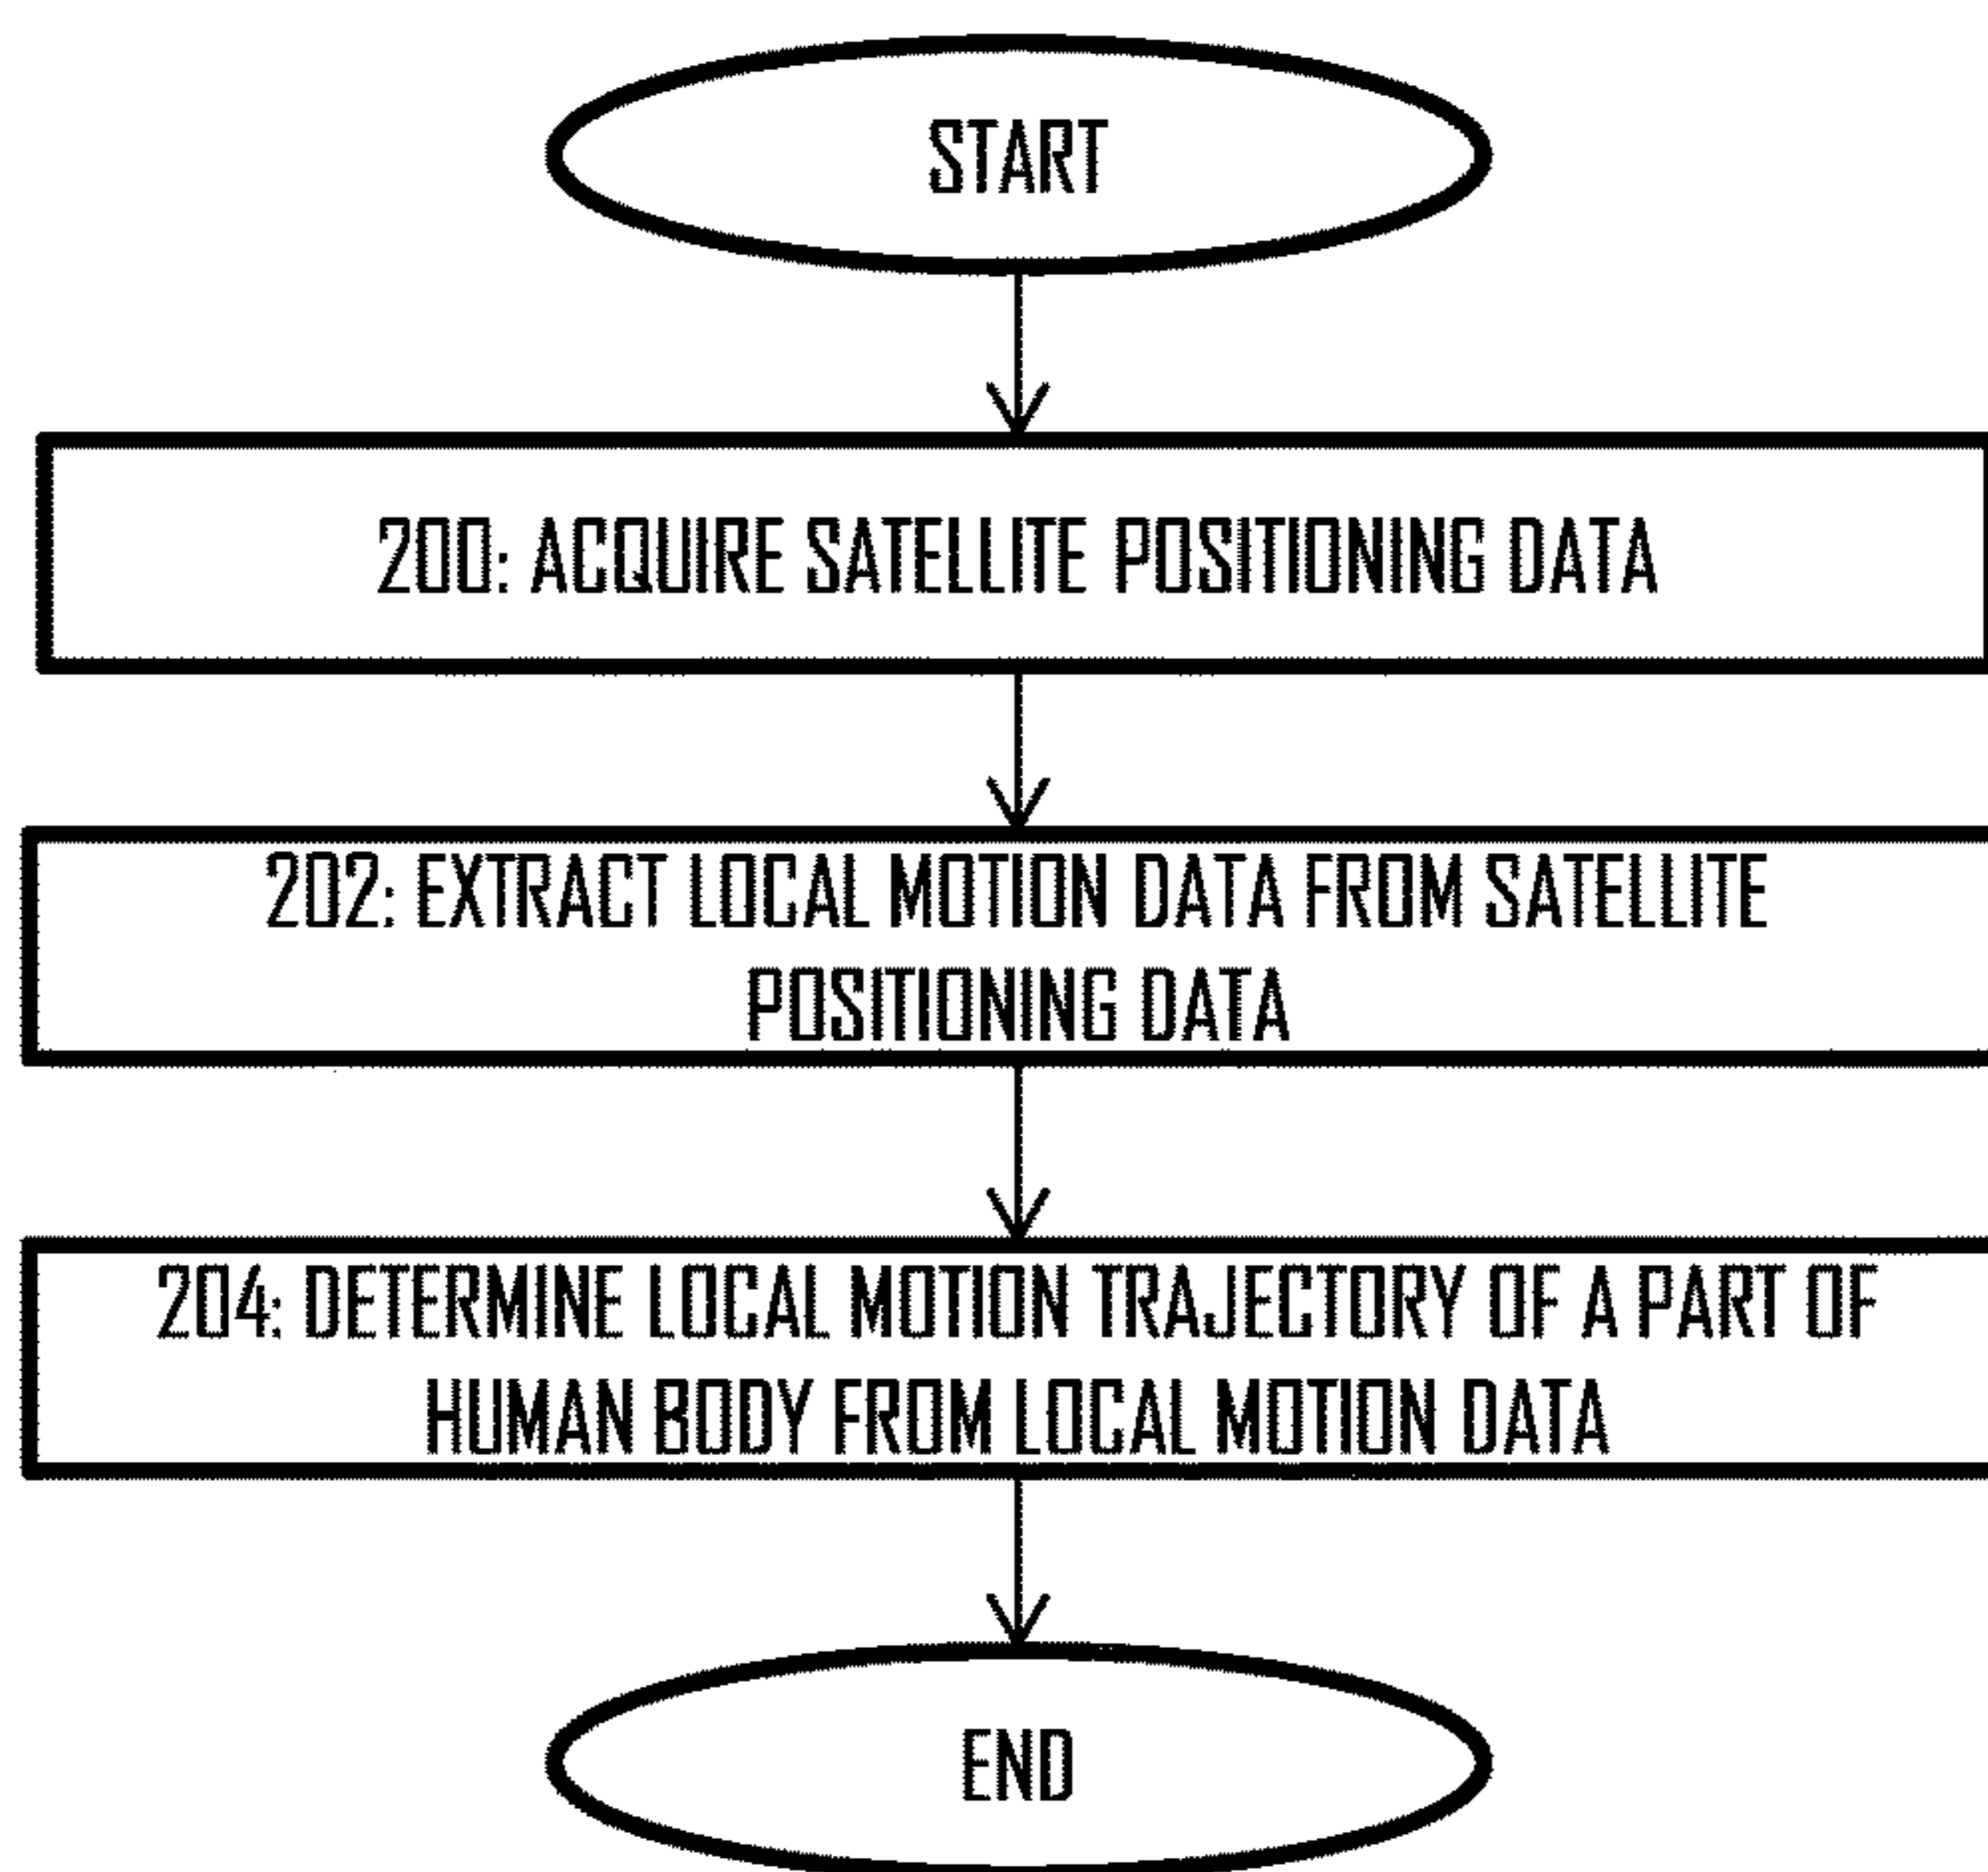 START
200: ACQUIRE SATELLITE POSITIONING DATA
202: EXTRACT LOCAL MOTION DATA FROM SATELLITE
POSITIONING DATA
204: DETERMINE LOCAL MOTION TRAJECTORY OF A PART OF
HUMAN BODY FROM LOCAL MOTION DATA
END